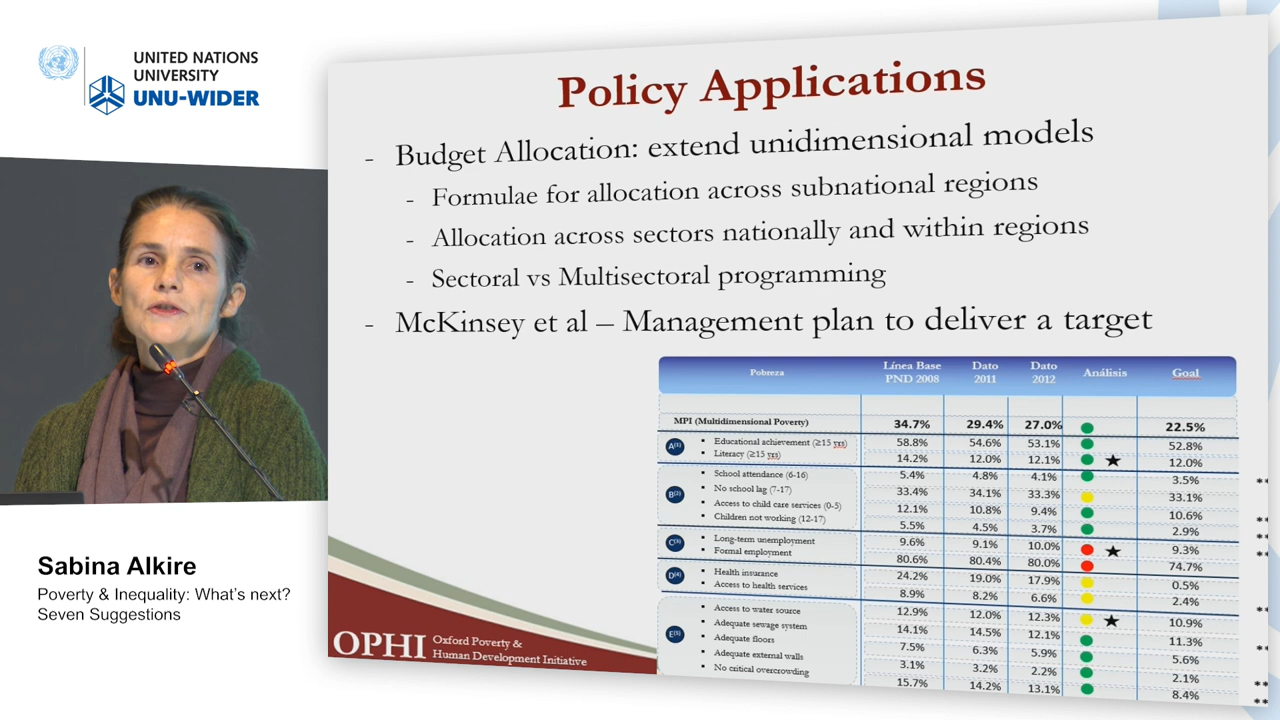 UNITED NATIONS
UNIVERSITY
UNU-WIDER
Policy Applications
- Budget Allocation: extend unidimensional models
- Formulae for allocation across subnational regions
- Allocation across sectors nationally and within regions
- Sectoral vs Multisectoral programming
- McKinsey et al – Management plan to deliver a target
Pobreza Línea Base PND 2008 Dato 2011 Dato 2012 Análisis Goal
MPI (Multidimensional Poverty) 34.7% 29.4% 27.0% 22.5%
A(1)
Educational achievement (≥15 yrs) 58.8% 54.6% 53.1% 52.8%
Literacy (≥15 yrs) 14.2% 12.0% 12.1% ★ 12.0%
B(2)
School attendance (6-16) 5.4% 4.8% 4.1% 3.5%
No school lag (7-17) 33.4% 34.1% 33.3% 33.1%
Access to child care services (0-5) 12.1% 10.8% 9.4% 10.6%
Children not working (12-17) 5.5% 4.5% 3.7% 2.9%
C(3)
Long-term unemployment 9.6% 9.1% 10.0% ★ 9.3%
Formal employment 80.6% 80.4% 80.0% 74.7%
D(4)
Health insurance 24.2% 19.0% 17.9% 0.5%
Access to health services 8.9% 8.2% 6.6% 2.4%
E(5)
Access to water source 12.9% 12.0% 12.3% ★ 10.9%
Adequate sewage system 14.1% 14.5% 12.1% 11.3%
Adequate floors 7.5% 6.3% 5.9% 5.6%
Adequate external walls 3.1% 3.2% 2.2% 2.1%
No critical overcrowding 15.7% 14.2% 13.1% 8.4%
OPHI Oxford Poverty &
Human Development Initiative
Sabina Alkire
Poverty & Inequality: What's next?
Seven Suggestions